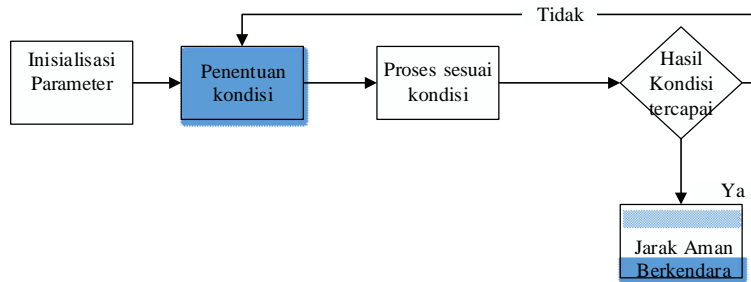 Tidak
Inisialisasi
Parameter
Penentuan
kondisi
Proses sesuai
kondisi
Hasil
Kondisi
tercapai
Ya
Jarak Aman
Berkendara